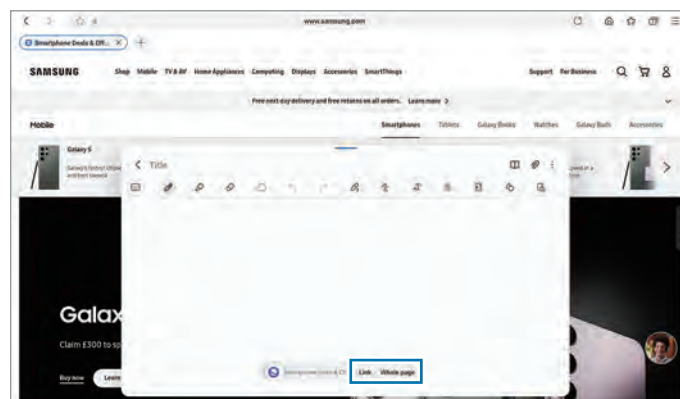 www.samsung.com
Smartphone Deals & Off...
SAMSUNG Shop Mobile TV & AV Home Appliances Computing Displays Accessories SmartThings Support For Business
Free next day delivery and free returns on all orders. Learn more
Mobile Smartphones Tablets Galaxy Books Watches Galaxy Buds Accessories
Galaxy S
Title
Galax
Claim £300 to sp
Link Whole page
Buy now Learn